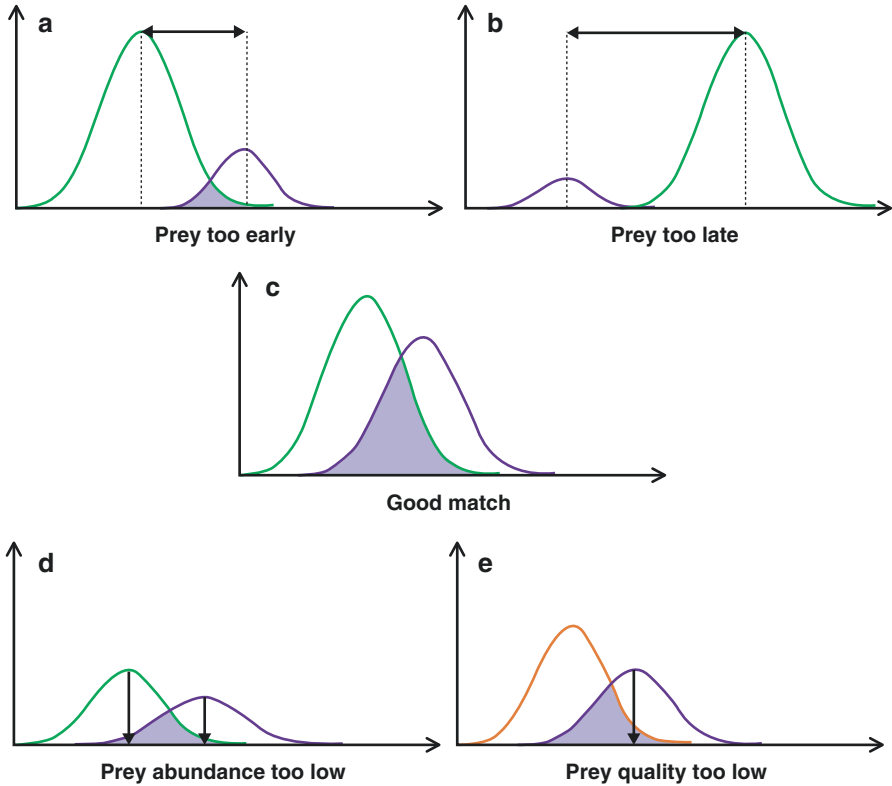 a
b
Prey too early
Prey too late
c
Good match
d
e
Prey abundance too low
Prey quality too low